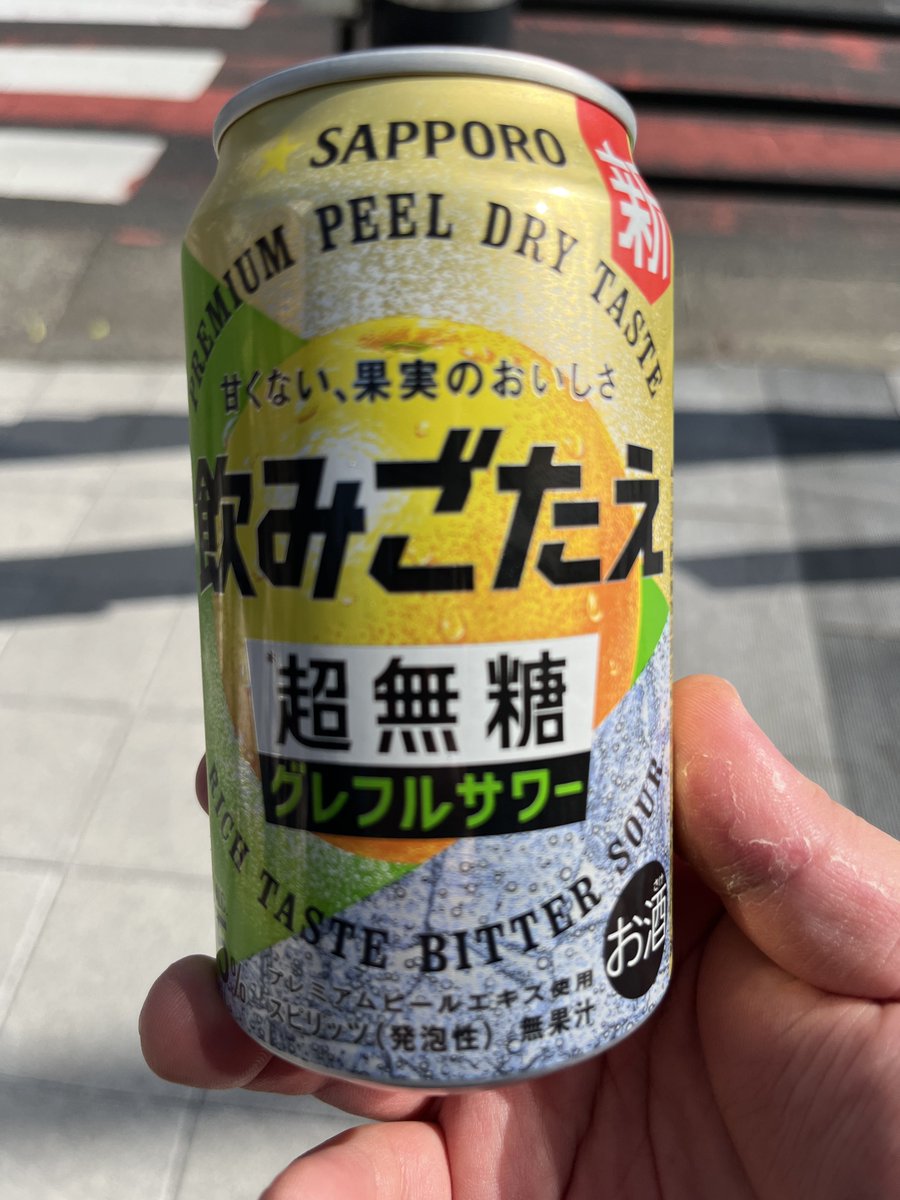 SAPPORO
新
PREMIUM PEEL DRY TASTE
甘くない、果実のおいしさ
飲みごたえ
*超無糖
グレフルサワー
RICH TASTE BITTER SOUR
お酒
プレミアムピールエキス使用
スピリッツ(発泡性) 無果汁